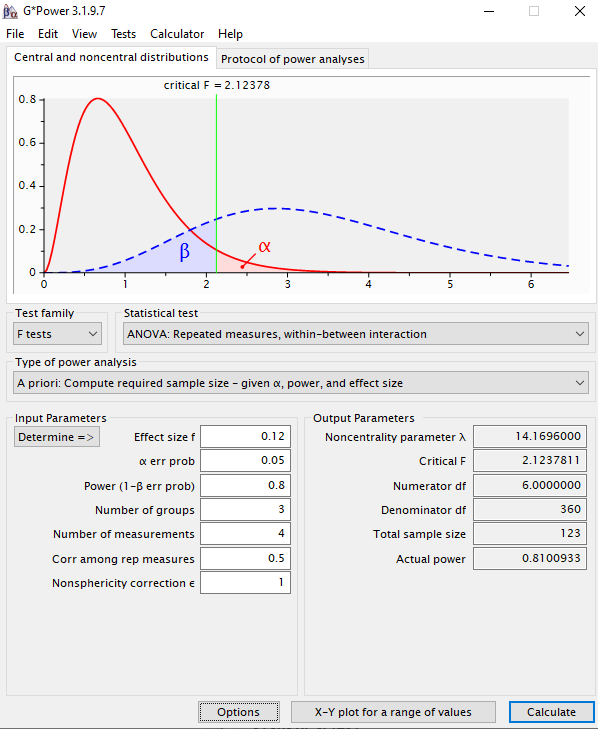 G*Power 3.1.9.7
File Edit View Tests Calculator Help
Central and noncentral distributions Protocol of power analyses
critical F = 2.12378
0.8
0.6
0.4
0.2
0
β
α
0 1 2 3 4 5 6
Test family Statistical test
F tests ANOVA: Repeated measures, within-between interaction
Type of power analysis
A priori: Compute required sample size - given α, power, and effect size
Input Parameters Output Parameters
Determine => Effect size f 0.12 Noncentrality parameter λ 14.1696000
α err prob 0.05 Critical F 2.1237811
Power (1-β err prob) 0.8 Numerator df 6.0000000
Number of groups 3 Denominator df 360
Number of measurements 4 Total sample size 123
Corr among rep measures 0.5 Actual power 0.8100933
Nonsphericity correction ϵ 1
Options X-Y plot for a range of values Calculate